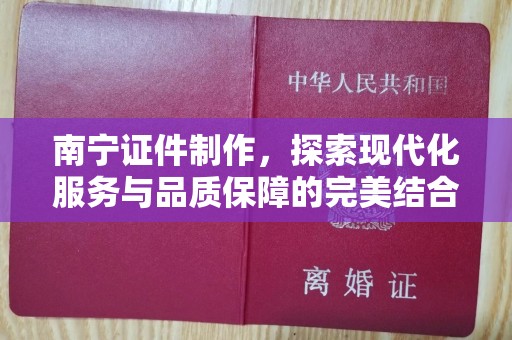 中华人民共和国
南宁证件制作，探索现代化
服务与品质保障的完美结合
离婚证